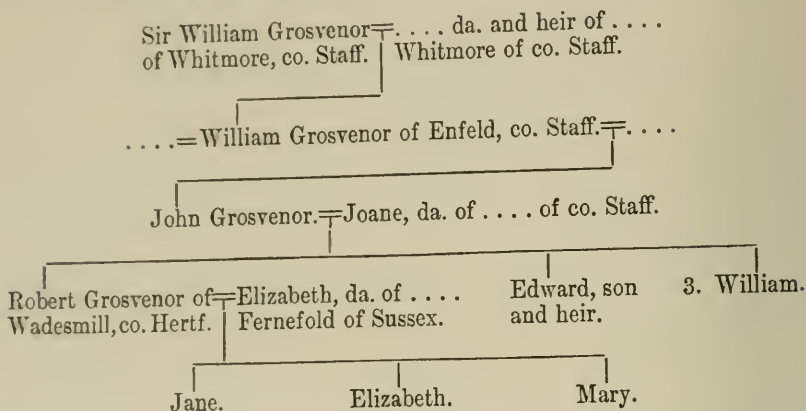 Sir William Grosvenor=. . . . da. and heir of . . . .
of Whitmore, co. Staff. Whitmore of co. Staff.
. . . .=William Grosvenor of Enfeld, co. Staff.=. . . .
John Grosvenor.=Joane, da. of . . . . of co. Staff.
Robert Grosvenor of=Elizabeth, da. of . . . . Edward, son 3. William.
Wadesmill, co. Hertf. Fernefold of Sussex. and heir.
Jane. Elizabeth. Mary.